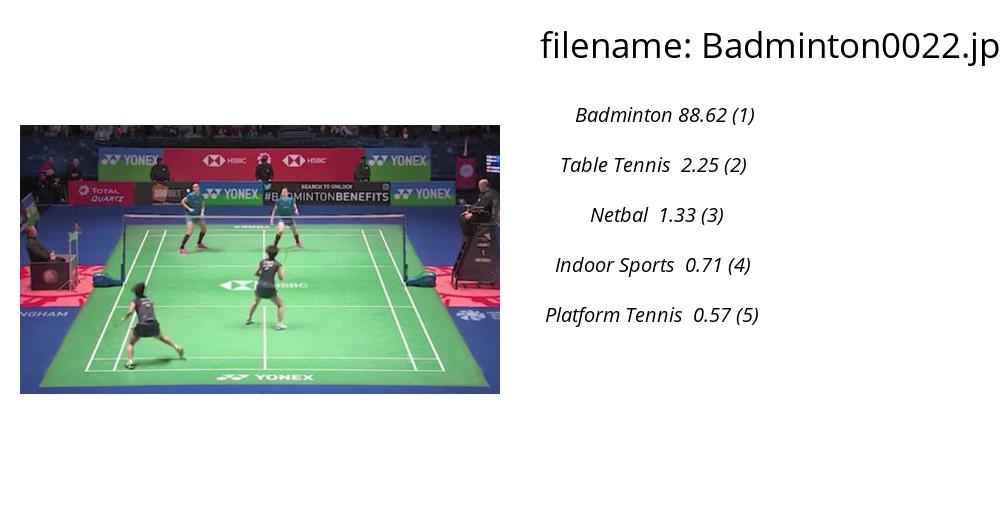 filename: Badminton0022.jp
Badminton 88.62 (1)
Table Tennis 2.25 (2)
Netbal 1.33 (3)
Indoor Sports 0.71 (4)
Platform Tennis 0.57 (5)
YONEX HSBC HSBC YONEX
TOTAL
QUARTZ
YONEX
SEARCH TO UNLOCK!
#BADMINTONBENEFITS
YONEX
YONEX
HSBC
NGHAM
YONEX